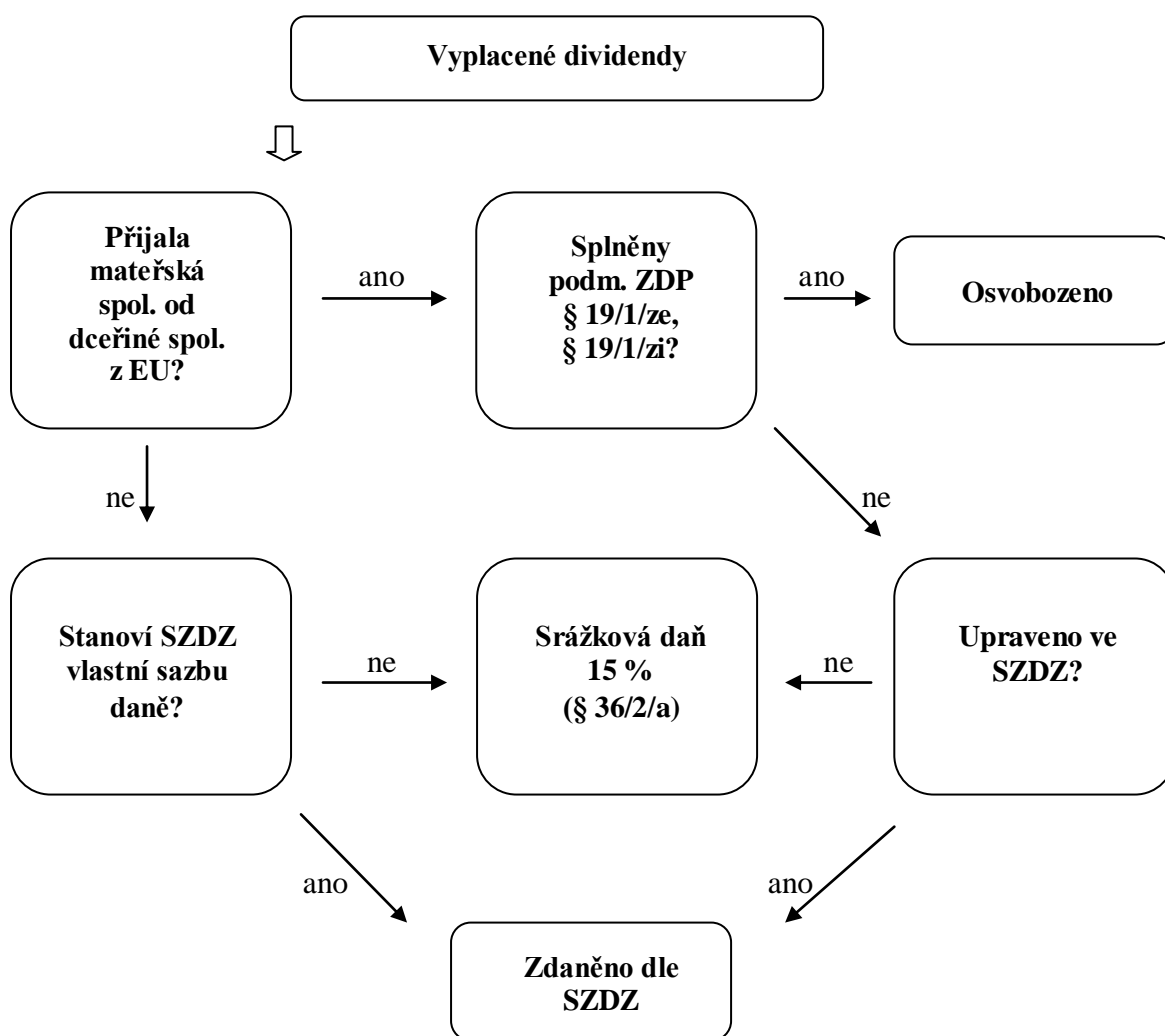 Vyplacené dividendy
Přijala
mateřská
spol. od
dceřiné spol.
z EU?
ano
Splněny
podm. ZDP
§ 19/1/ze,
§ 19/1/zi?
ano
Osvobozeno
ne
ne
Stanoví SZDZ
vlastní sazbu
daně?
ne
Srážková daň
15 %
(§ 36/2/a)
ne
Upraveno ve
SZDZ?
ano
ano
Zdaněno dle
SZDZ